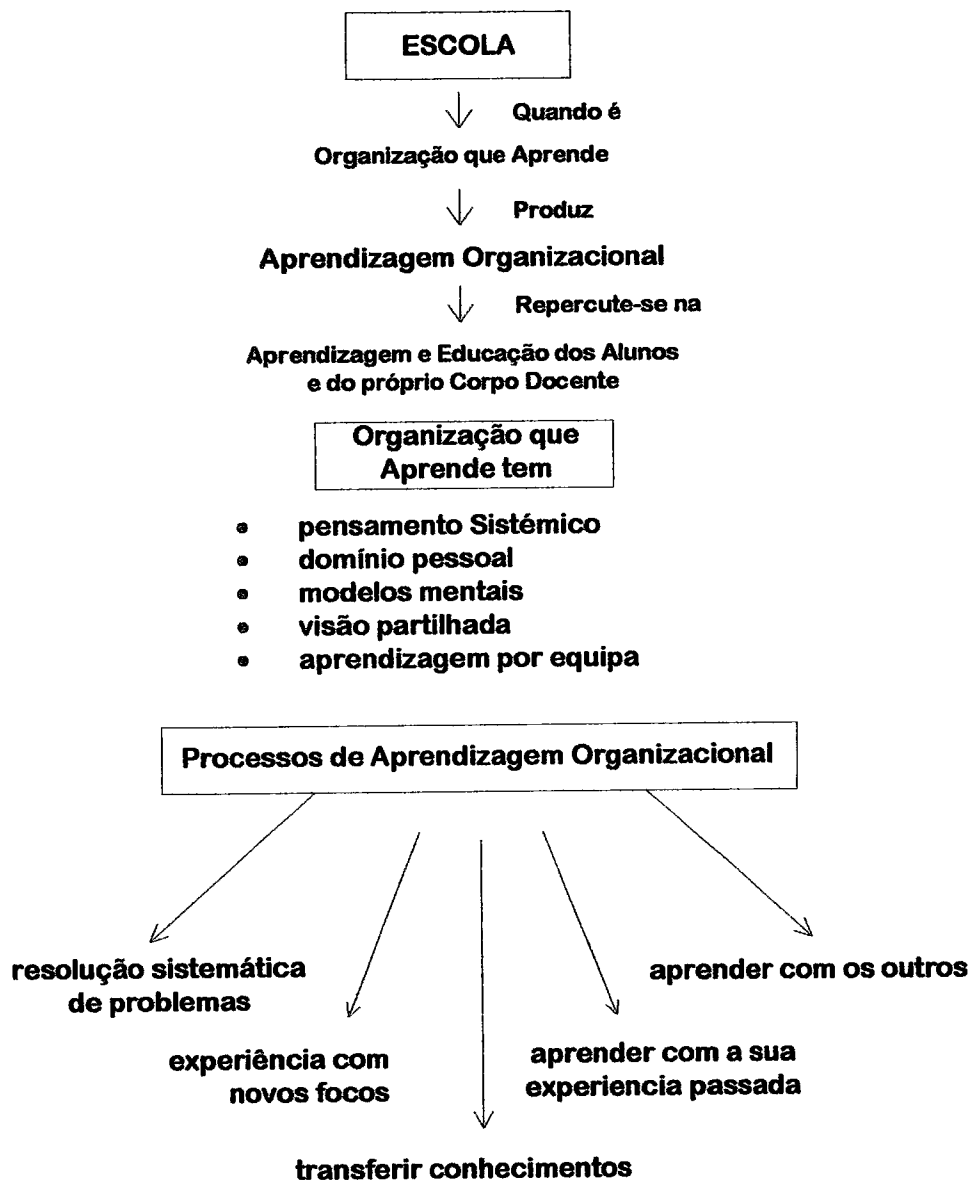 ESCOLA
Quando é
Organização que Aprende
Produz
Aprendizagem Organizacional
Repercute-se na
Aprendizagem e Educação dos Alunos
e do próprio Corpo Docente
Organização que
Aprende tem
• pensamento Sistémico
• domínio pessoal
• modelos mentais
• visão partilhada
• aprendizagem por equipa
Processos de Aprendizagem Organizacional
resolução sistemática
de problemas
experiência com
novos focos
transferir conhecimentos
aprender com a sua
experiencia passada
aprender com os outros